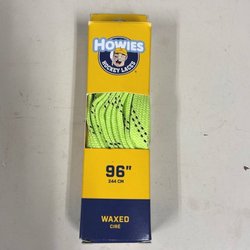 HOWIES
HOCKEY LACES
96"
244 CM
WAXED
CIRÉ